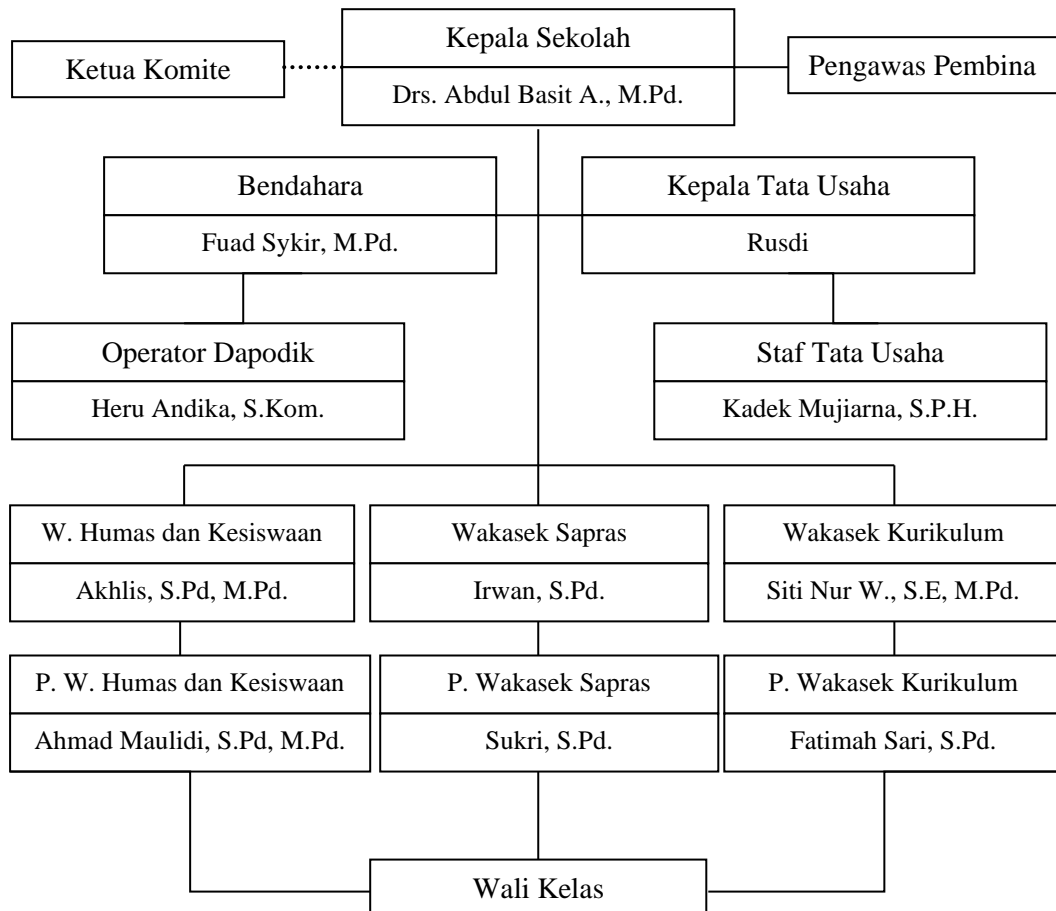 Kepala Sekolah
Ketua Komite
Pengawas Pembina
Drs. Abdul Basit A., M.Pd.
Bendahara
Kepala Tata Usaha
Fuad Sykir, M.Pd.
Rusdi
Operator Dapodik
Staf Tata Usaha
Heru Andika, S.Kom.
Kadek Mujiarna, S.P.H.
W. Humas dan Kesiswaan
Wakasek Sapras
Wakasek Kurikulum
Akhlis, S.Pd, M.Pd.
Irwan, S.Pd.
Siti Nur W., S.E, M.Pd.
P. W. Humas dan Kesiswaan
P. Wakasek Sapras
P. Wakasek Kurikulum
Ahmad Maulidi, S.Pd, M.Pd.
Sukri, S.Pd.
Fatimah Sari, S.Pd.
Wali Kelas